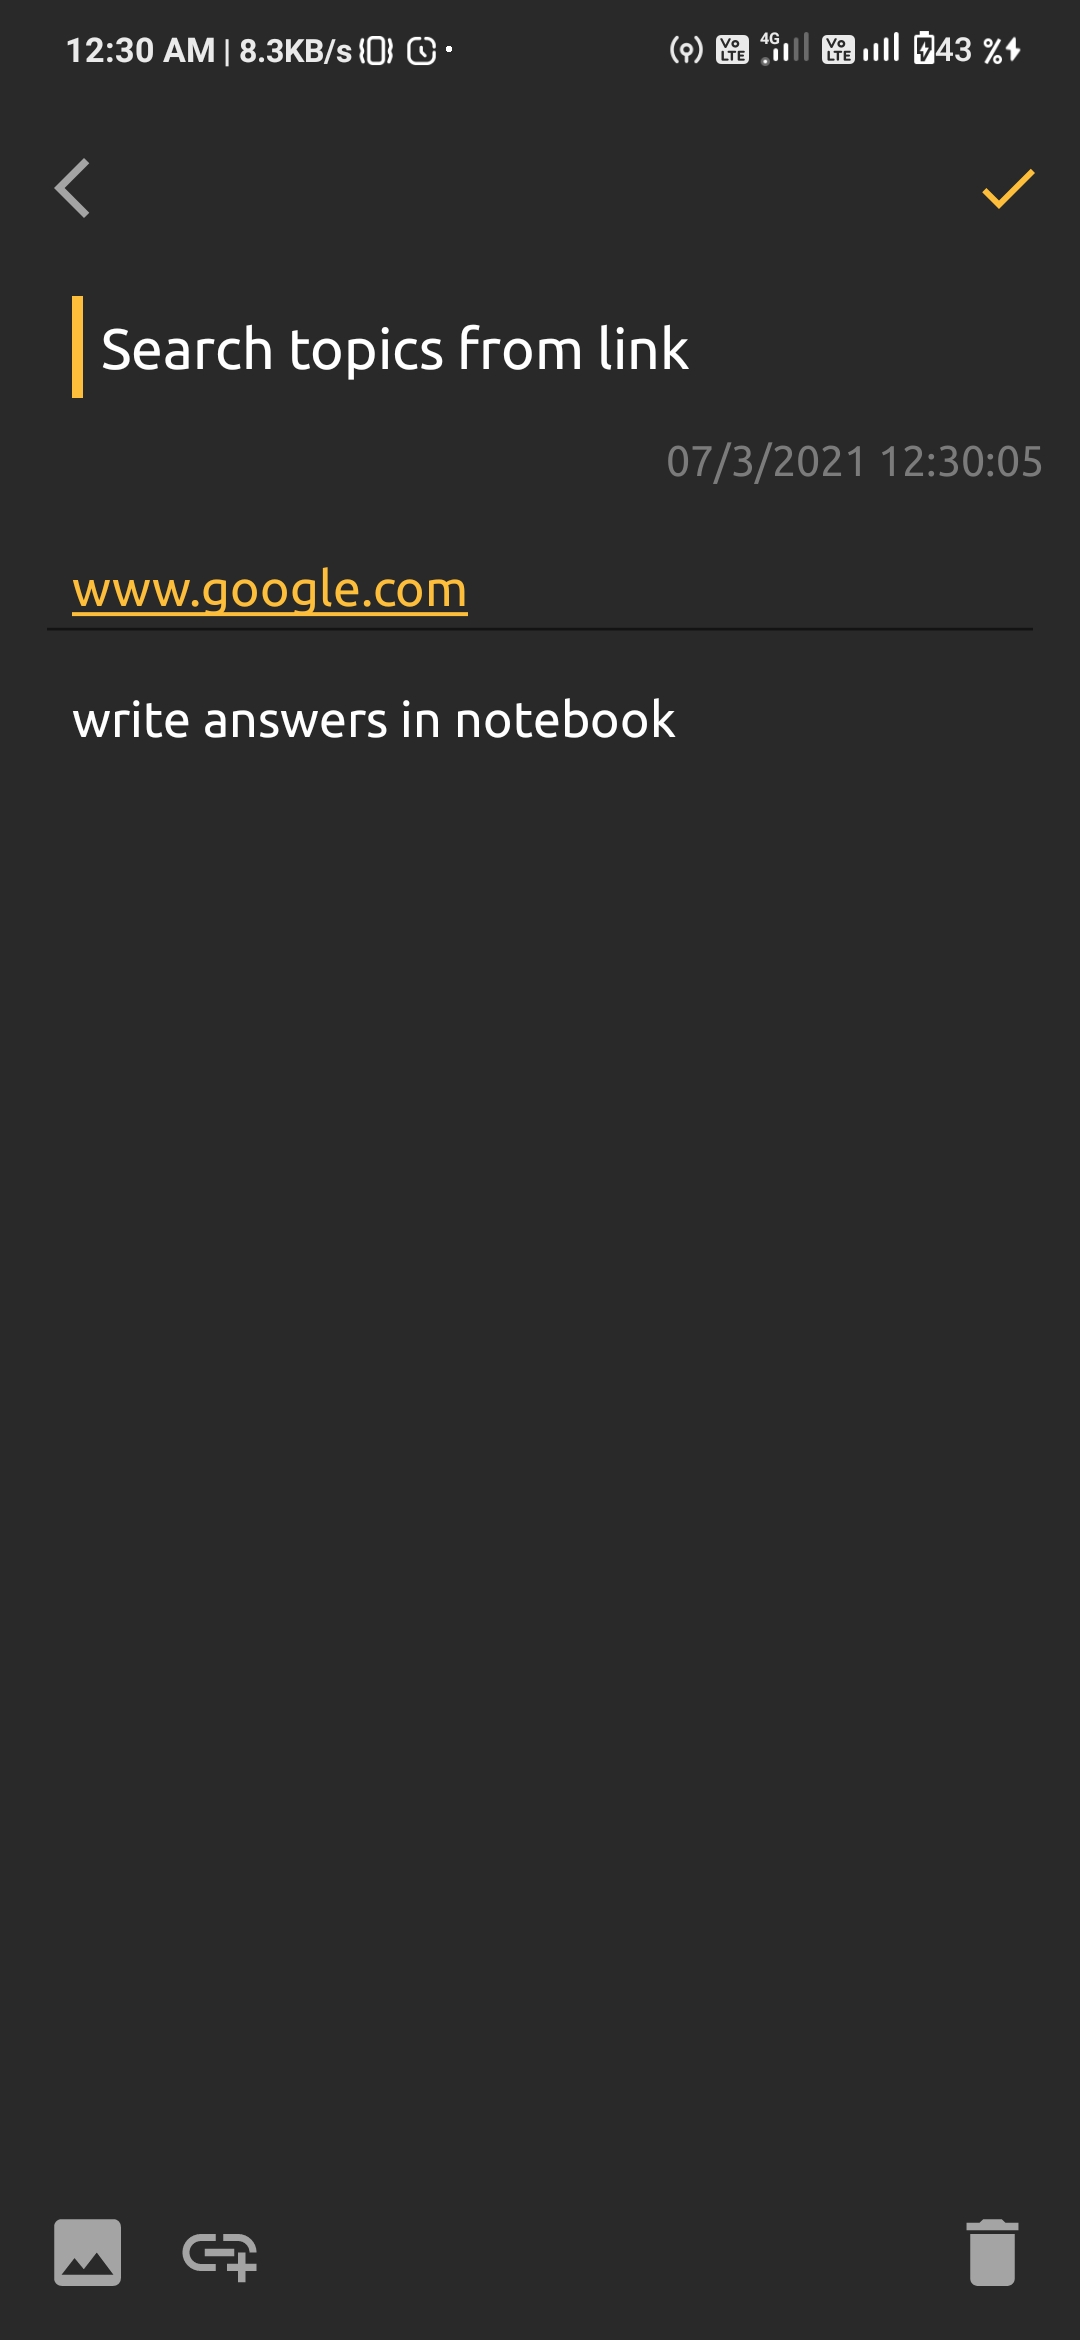 12:30 AM | 8.3KB/s
Vo LTE 4G Vo LTE 43 %
Search topics from link
07/3/2021 12:30:05
www.google.com
write answers in notebook